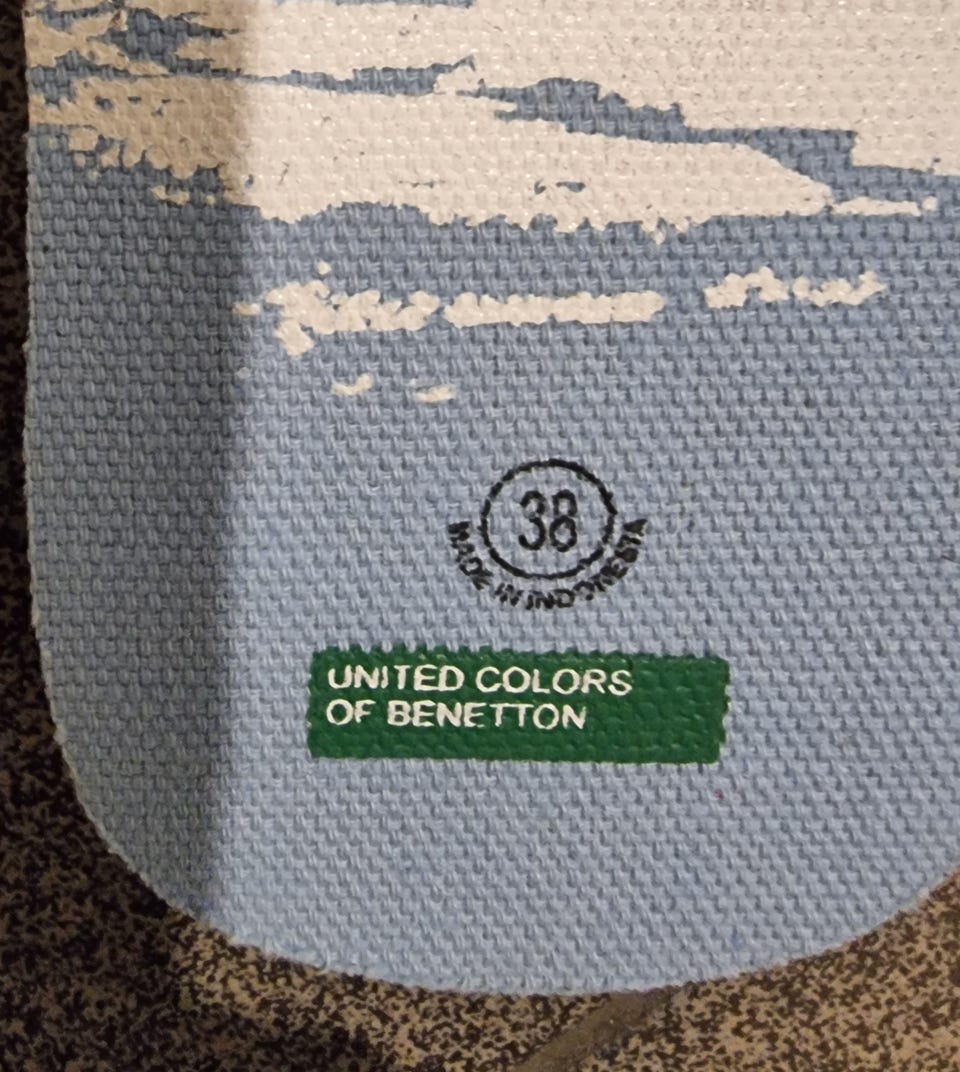 38
MADE IN INDONESIA
UNITED COLORS
OF BENETTON